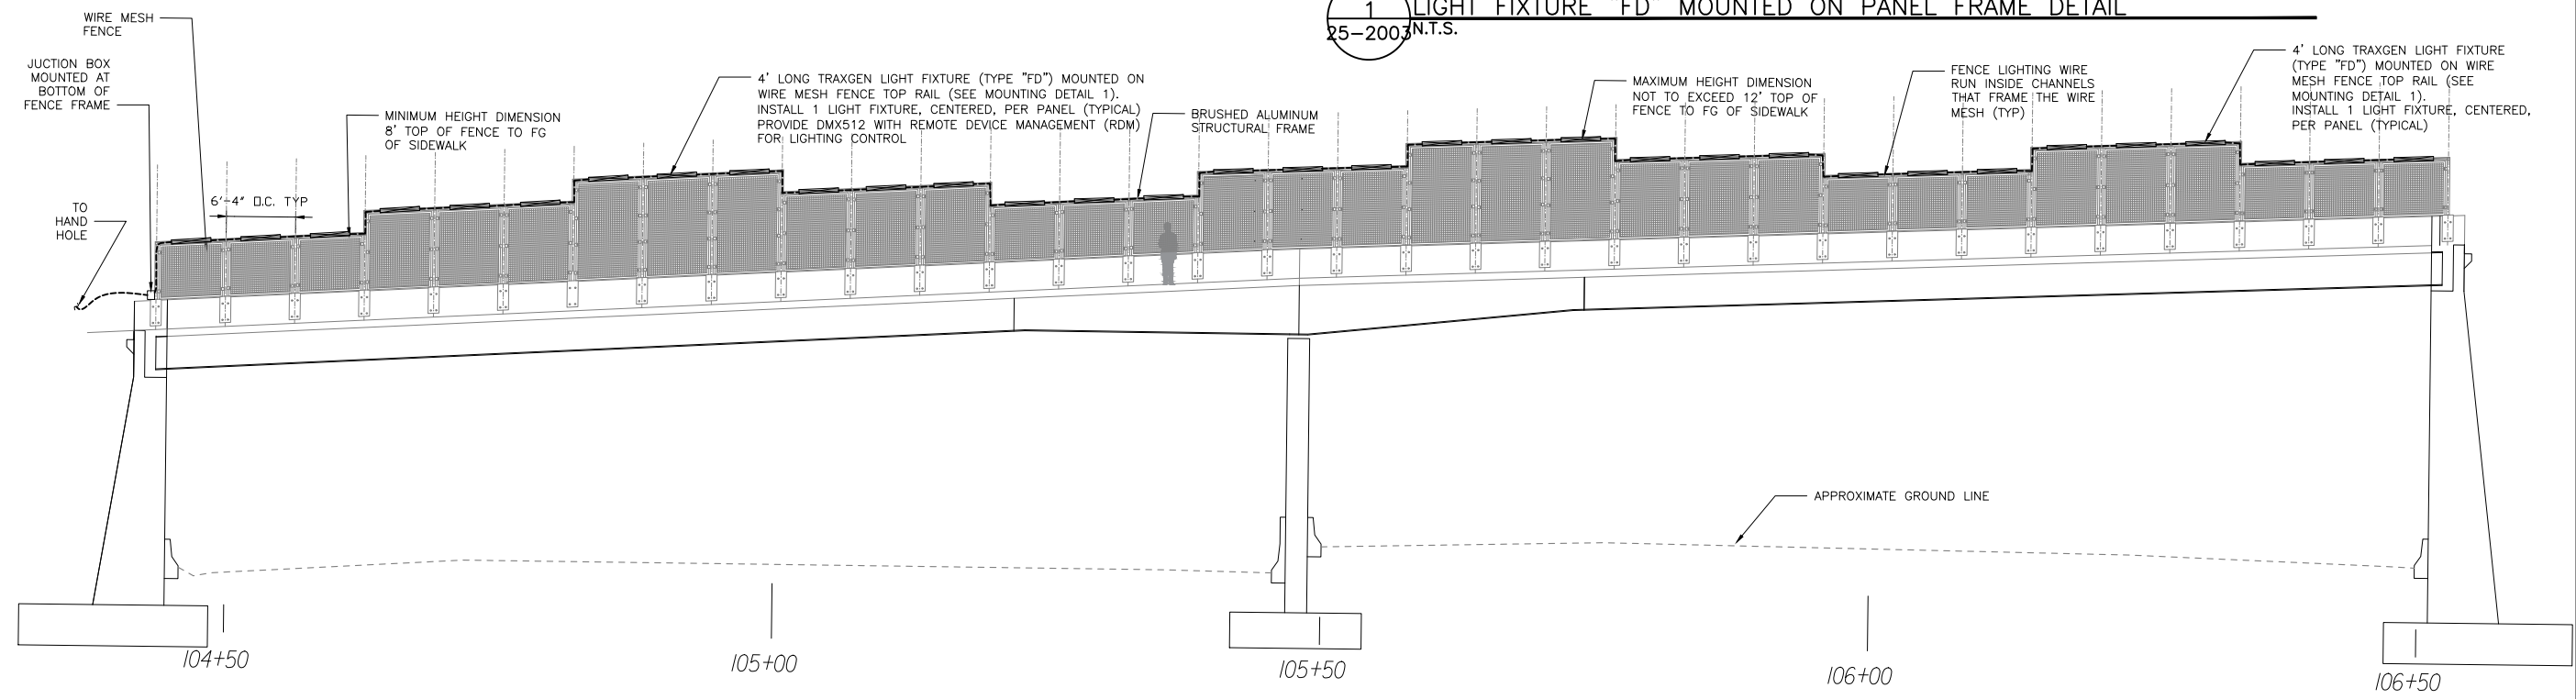 1
25-2003
LIGHT FIXTURE "FD" MOUNTED ON PANEL FRAME DETAIL
N.T.S.
WIRE MESH
FENCE
JUCTION BOX
MOUNTED AT
BOTTOM OF
FENCE FRAME
TO
HAND
HOLE
6'-4" O.C. TYP
MINIMUM HEIGHT DIMENSION
8' TOP OF FENCE TO FG
OF SIDEWALK
4' LONG TRAXGEN LIGHT FIXTURE (TYPE "FD") MOUNTED ON
WIRE MESH FENCE TOP RAIL (SEE MOUNTING DETAIL 1).
INSTALL 1 LIGHT FIXTURE, CENTERED, PER PANEL (TYPICAL)
PROVIDE DMX512 WITH REMOTE DEVICE MANAGEMENT (RDM)
FOR LIGHTING CONTROL
BRUSHED ALUMINUM
STRUCTURAL FRAME
MAXIMUM HEIGHT DIMENSION
NOT TO EXCEED 12' TOP OF
FENCE TO FG OF SIDEWALK
FENCE LIGHTING WIRE
RUN INSIDE CHANNELS
THAT FRAME THE WIRE
MESH (TYP)
4' LONG TRAXGEN LIGHT FIXTURE
(TYPE "FD") MOUNTED ON WIRE
MESH FENCE TOP RAIL (SEE
MOUNTING DETAIL 1).
INSTALL 1 LIGHT FIXTURE, CENTERED,
PER PANEL (TYPICAL)
APPROXIMATE GROUND LINE
104+50
105+00
105+50
106+00
106+50